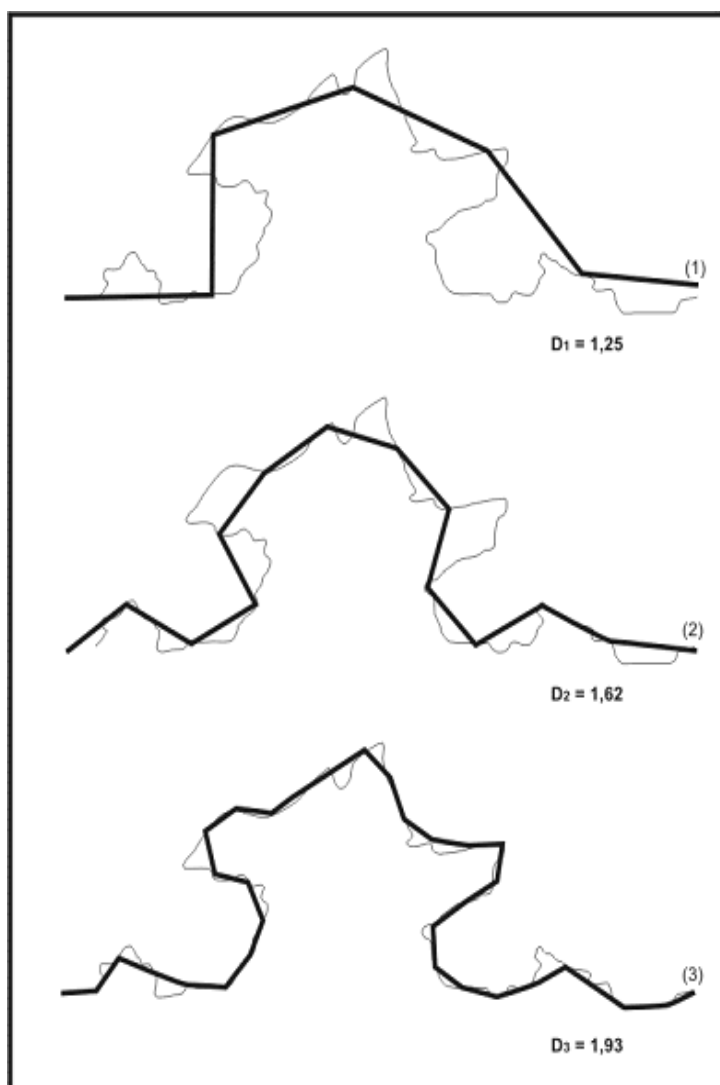 (1)
D₁ = 1,25
(2)
D₂ = 1,62
(3)
D₃ = 1,93